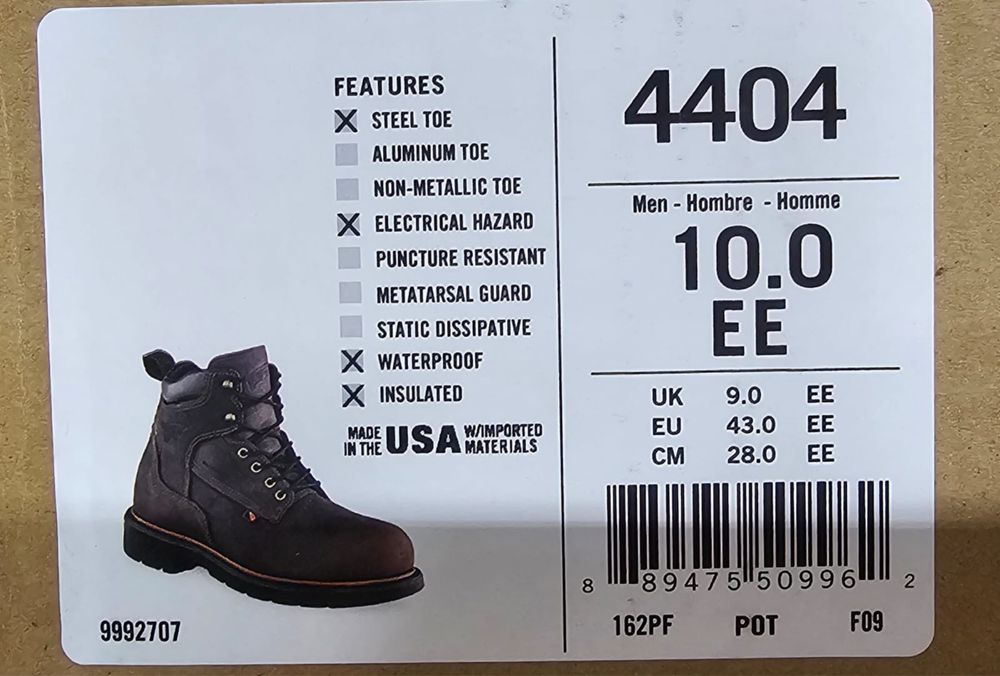 FEATURES
STEEL TOE
ALUMINUM TOE
NON-METALLIC TOE
ELECTRICAL HAZARD
PUNCTURE RESISTANT
METATARSAL GUARD
STATIC DISSIPATIVE
WATERPROOF
INSULATED
MADE IN THE USA W/IMPORTED MATERIALS
9992707
4404
Men - Hombre - Homme
10.0
EE
UK 9.0 EE
EU 43.0 EE
CM 28.0 EE
8 89475 50996 2
162PF POT F09